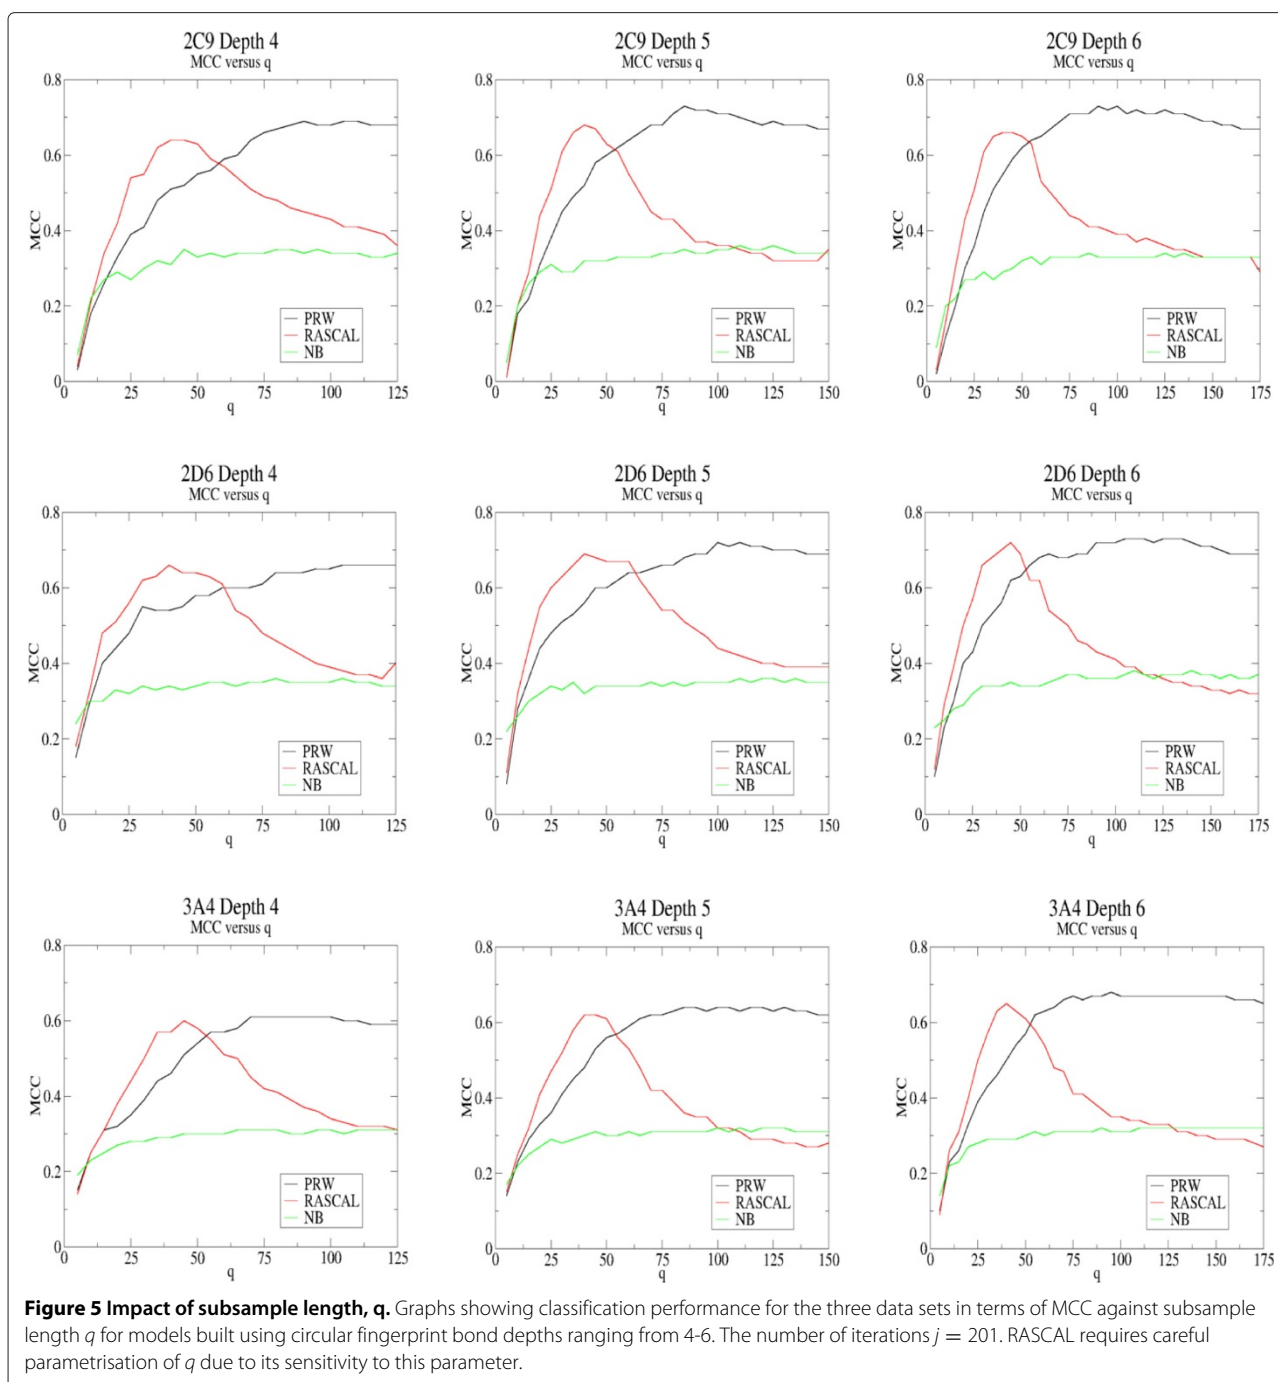 2C9 Depth 4
MCC versus q
0.8
0.6
0.4
0.2
0
MCC
PRW
RASCAL
NB
0 25 50 75 100 125
q
2C9 Depth 5
MCC versus q
0.8
0.6
0.4
0.2
0
MCC
PRW
RASCAL
NB
0 25 50 75 100 125 150
q
2C9 Depth 6
MCC versus q
0.8
0.6
0.4
0.2
0
MCC
PRW
RASCAL
NB
0 25 50 75 100 125 150 175
q
2D6 Depth 4
MCC versus q
0.8
0.6
0.4
0.2
0
MCC
PRW
RASCAL
NB
0 25 50 75 100 125
q
2D6 Depth 5
MCC versus q
0.8
0.6
0.4
0.2
0
MCC
PRW
RASCAL
NB
0 25 50 75 100 125 150
q
2D6 Depth 6
MCC versus q
0.8
0.6
0.4
0.2
0
MCC
PRW
RASCAL
NB
0 25 50 75 100 125 150 175
q
3A4 Depth 4
MCC versus q
0.8
0.6
0.4
0.2
0
MCC
PRW
RASCAL
NB
0 25 50 75 100 125
q
3A4 Depth 5
MCC versus q
0.8
0.6
0.4
0.2
0
MCC
PRW
RASCAL
NB
0 25 50 75 100 125 150
q
3A4 Depth 6
MCC versus q
0.8
0.6
0.4
0.2
0
MCC
PRW
RASCAL
NB
0 25 50 75 100 125 150 175
q
Figure 5 Impact of subsample length, q. Graphs showing classification performance for the three data sets in terms of MCC against subsample
length q for models built using circular fingerprint bond depths ranging from 4-6. The number of iterations j = 201. RASCAL requires careful
parametrisation of q due to its sensitivity to this parameter.